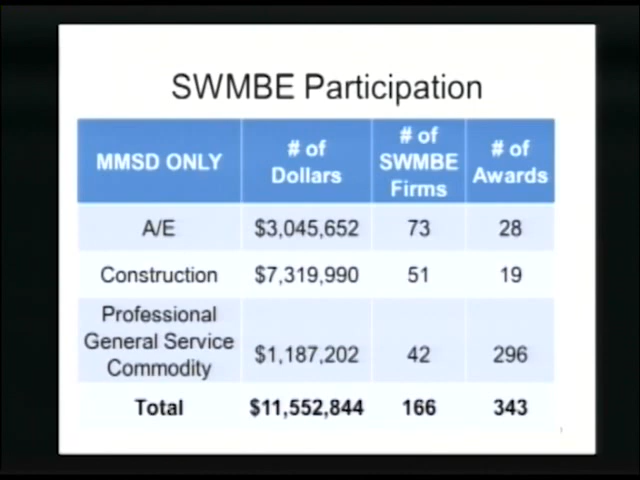 SWMBE Participation
MMSD ONLY
# of
Dollars
# of
SWMBE
Firms
# of
Awards
A/E
$3,045,652
73
28
Construction
$7,319,990
51
19
Professional
General Service
Commodity
$1,187,202
42
296
Total
$11,552,844
166
343